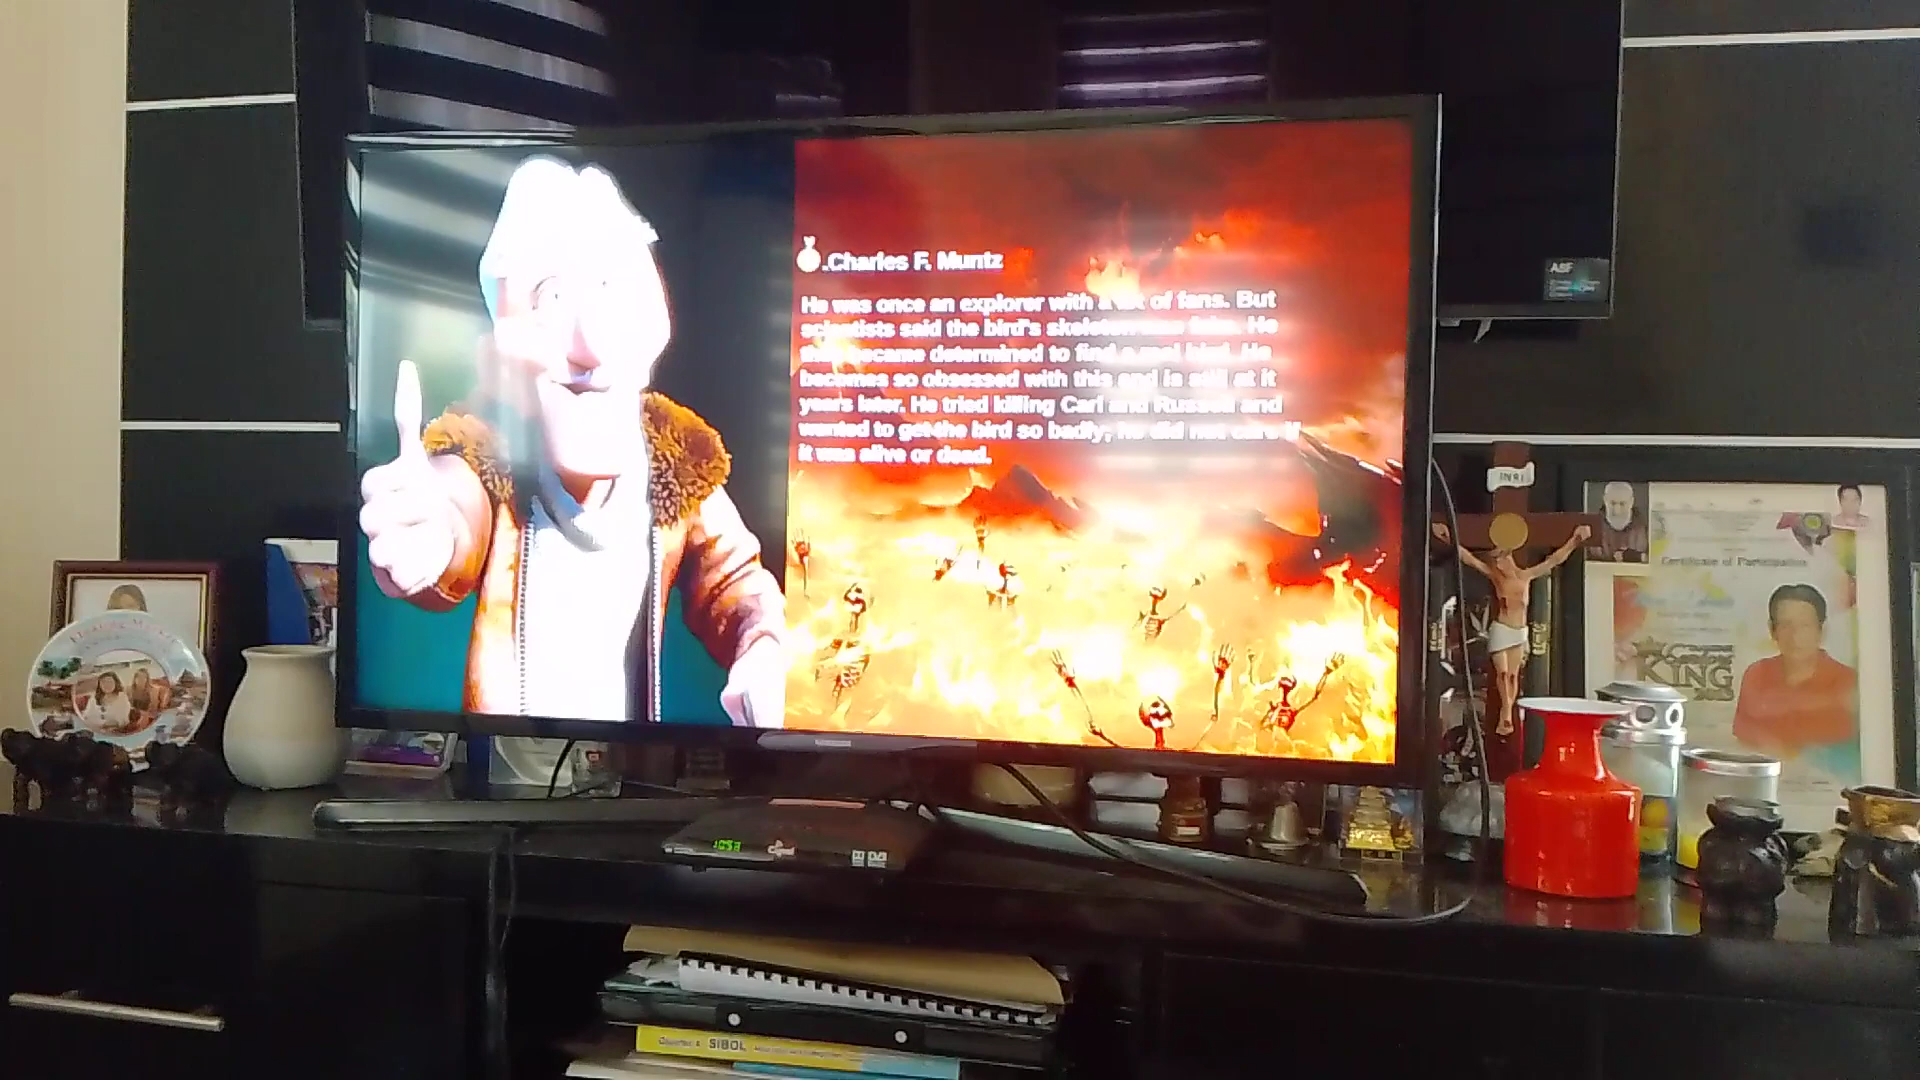 .Charles F. Muntz
He was once an explorer with a lot of fans. But
scientists said the bird's skeleton was fake. He
then became determined to find a real bird. He
becomes so obsessed with this and is still at it
years later. He tried killing Carl and Russell and
wanted to get the bird so badly; he did not care if
it was alive or dead.
ASF
INRI
Certificate of Participation
KING
10:53
SIBOL